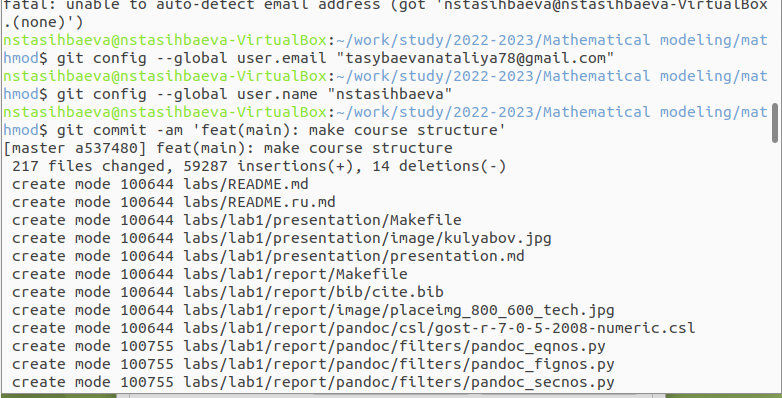 fatal: unable to auto-detect email address (got 'nstasihbaeva@nstasihbaeva-VirtualBox
.(none)')
nstasihbaeva@nstasihbaeva-VirtualBox:~/work/study/2022-2023/Mathematical modeling/mat
hmod$ git config --global user.email "tasybaevanataliya78@gmail.com"
nstasihbaeva@nstasihbaeva-VirtualBox:~/work/study/2022-2023/Mathematical modeling/mat
hmod$ git config --global user.name "nstasihbaeva"
nstasihbaeva@nstasihbaeva-VirtualBox:~/work/study/2022-2023/Mathematical modeling/mat
hmod$ git commit -am 'feat(main): make course structure'
[master a537480] feat(main): make course structure
 217 files changed, 59287 insertions(+), 14 deletions(-)
 create mode 100644 labs/README.md
 create mode 100644 labs/README.ru.md
 create mode 100644 labs/lab1/presentation/Makefile
 create mode 100644 labs/lab1/presentation/image/kulyabov.jpg
 create mode 100644 labs/lab1/presentation/presentation.md
 create mode 100644 labs/lab1/report/Makefile
 create mode 100644 labs/lab1/report/bib/cite.bib
 create mode 100644 labs/lab1/report/image/placeimg_800_600_tech.jpg
 create mode 100644 labs/lab1/report/pandoc/csl/gost-r-7-0-5-2008-numeric.csl
 create mode 100755 labs/lab1/report/pandoc/filters/pandoc_eqnos.py
 create mode 100755 labs/lab1/report/pandoc/filters/pandoc_fignos.py
 create mode 100755 labs/lab1/report/pandoc/filters/pandoc_secnos.py